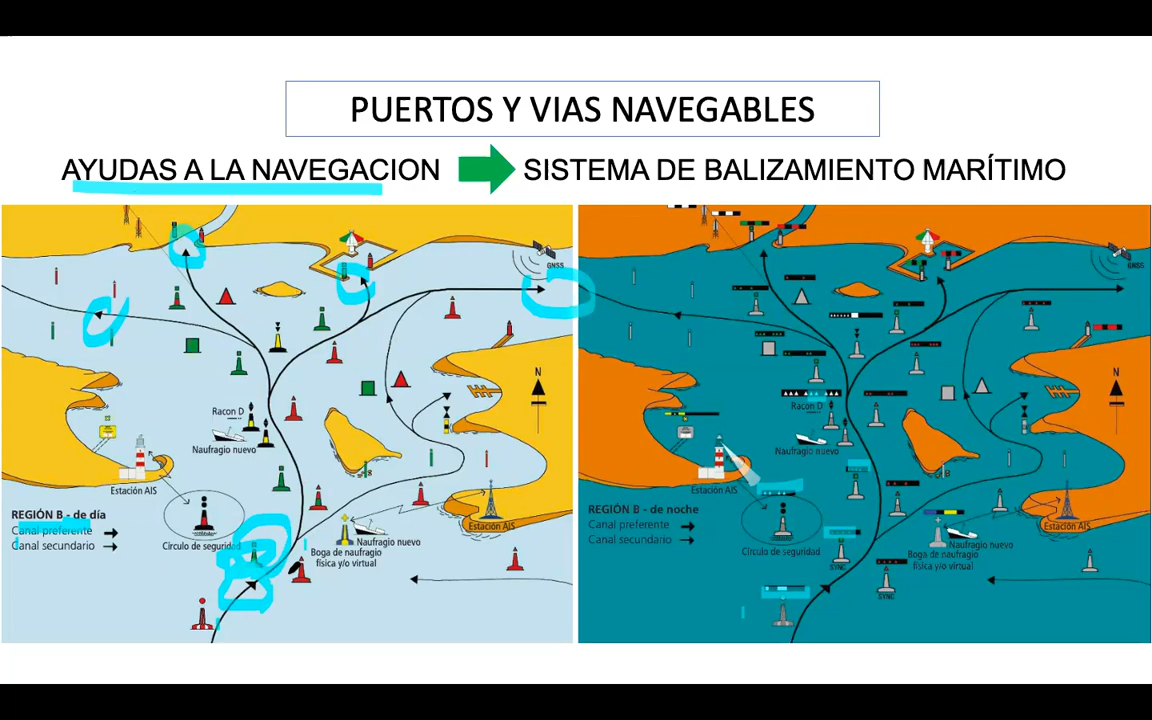 PUERTOS Y VIAS NAVEGABLES
AYUDAS A LA NAVEGACION
SISTEMA DE BALIZAMIENTO MARÍTIMO
GNSS
N
Racon D
Naufragio nuevo
Estación AIS
REGIÓN B - de día
Canal preferente
Canal secundario
Círculo de seguridad
Naufragio nuevo
Boga de naufragio
física y/o virtual
Estación AIS
GNSS
N
Racon D
Naufragio nuevo
Estación AIS
REGIÓN B - de noche
Canal preferente
Canal secundario
Círculo de seguridad
SYNC
SYNC
Naufragio nuevo
Boga de naufragio
física y/o virtual
Estación AIS